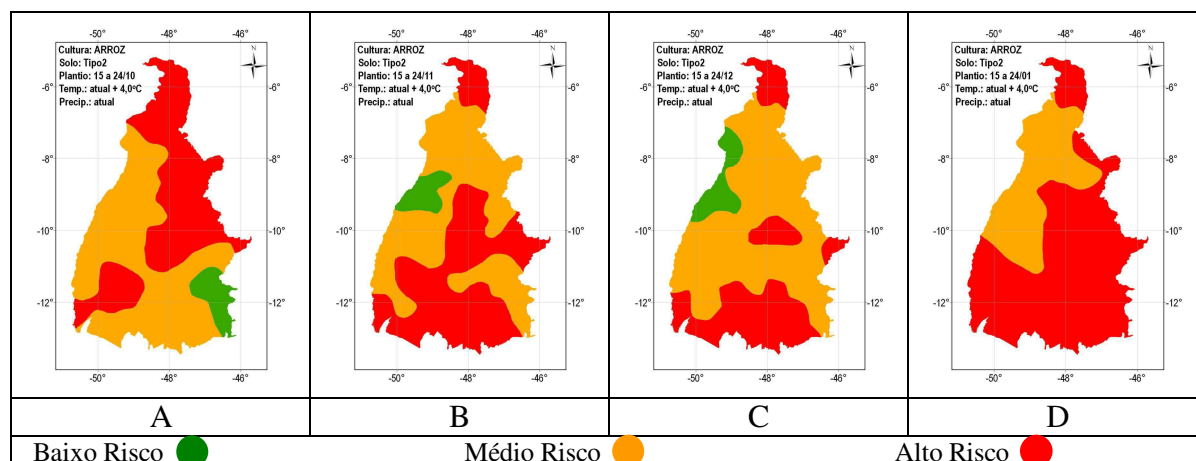 -50° -48° -46°
Cultura: ARROZ
Solo: Tipo2
Plantio: 15 a 24/10
Temp.: atual + 4,0ºC
Precip.: atual
N
-6°
-8°
-10°
-12°
-50° -48° -46°
A
-50° -48° -46°
Cultura: ARROZ
Solo: Tipo2
Plantio: 15 a 24/11
Temp.: atual + 4,0ºC
Precip.: atual
N
-6° -6°
-8° -8°
-10° -10°
-12° -12°
-50° -48° -46°
B
-50° -48° -46°
Cultura: ARROZ
Solo: Tipo2
Plantio: 15 a 24/12
Temp.: atual + 4,0ºC
Precip.: atual
N
-6° -6°
-8° -8°
-10° -10°
-12° -12°
-50° -48° -46°
C
-50° -48° -46°
Cultura: ARROZ
Solo: Tipo2
Plantio: 15 a 24/01
Temp.: atual + 4,0ºC
Precip.: atual
N
-6° -6°
-8° -8°
-10° -10°
-12° -12°
-50° -48° -46°
D
Baixo Risco Médio Risco Alto Risco